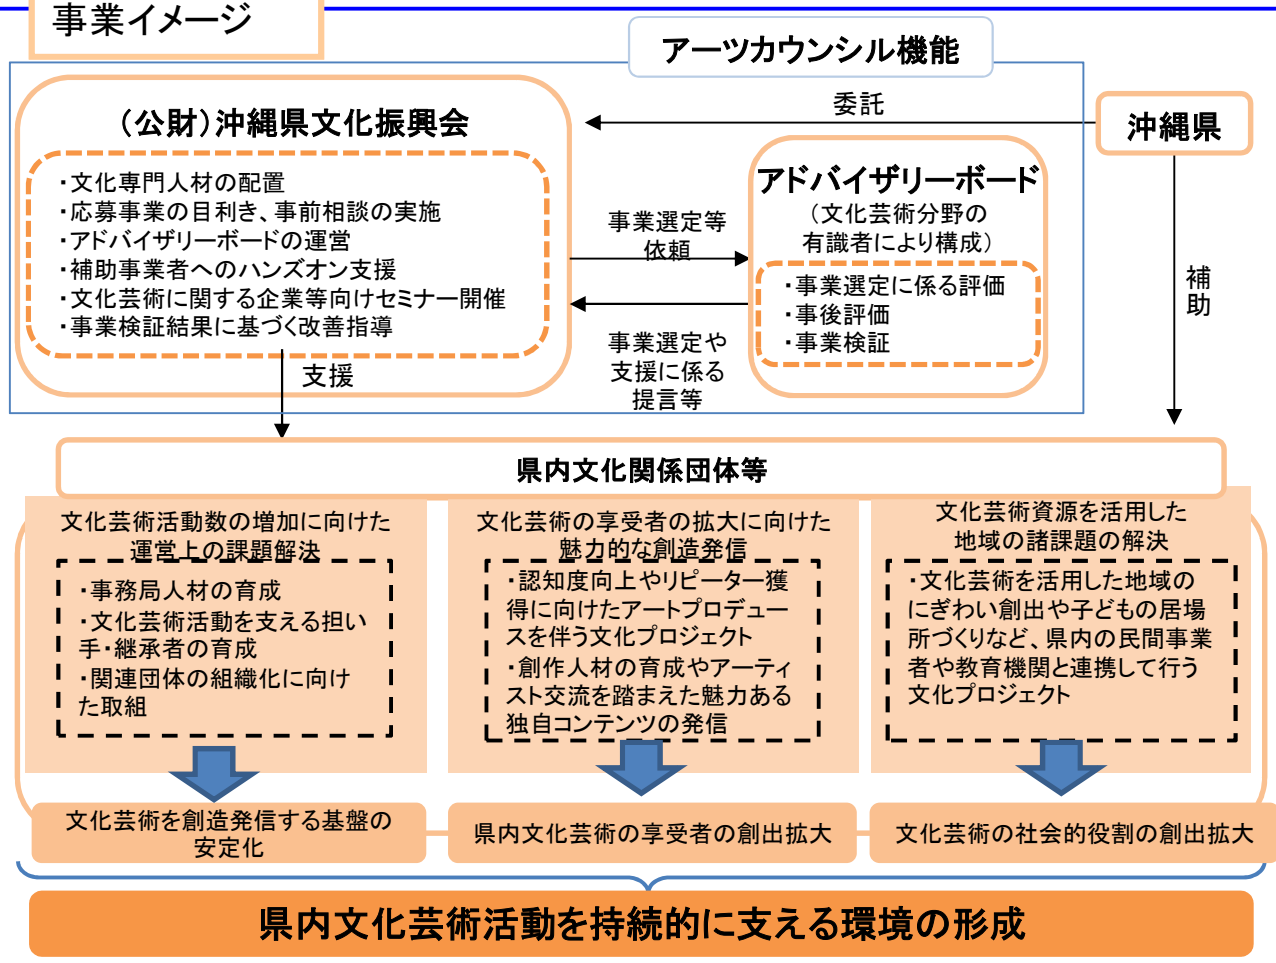 事業イメージ
アーツカウンシル機能
（公財）沖縄県文化振興会
・文化専門人材の配置
・応募事業の目利き、事前相談の実施
・アドバイザリーボードの運営
・補助事業者へのハンズオン支援
・文化芸術に関する企業等向けセミナー開催
・事業検証結果に基づく改善指導
委託
沖縄県
事業選定等
依頼
事業選定や
支援に係る
提言等
アドバイザリーボード
（文化芸術分野の
有識者により構成）
・事業選定に係る評価
・事後評価
・事業検証
補
助
支援
県内文化関係団体等
文化芸術活動数の増加に向けた
運営上の課題解決
・事務局人材の育成
・文化芸術活動を支える担い
手・継承者の育成
・関連団体の組織化に向け
た取組
文化芸術の享受者の拡大に向けた
魅力的な創造発信
・認知度向上やリピーター獲
得に向けたアートプロデュー
スを伴う文化プロジェクト
・創作人材の育成やアーティ
スト交流を踏まえた魅力ある
独自コンテンツの発信
文化芸術資源を活用した
地域の諸課題の解決
・文化芸術を活用した地域の
にぎわい創出や子どもの居場
所づくりなど、県内の民間事業
者や教育機関と連携して行う
文化プロジェクト
文化芸術を創造発信する基盤の
安定化
県内文化芸術の享受者の創出拡大
文化芸術の社会的役割の創出拡大
県内文化芸術活動を持続的に支える環境の形成